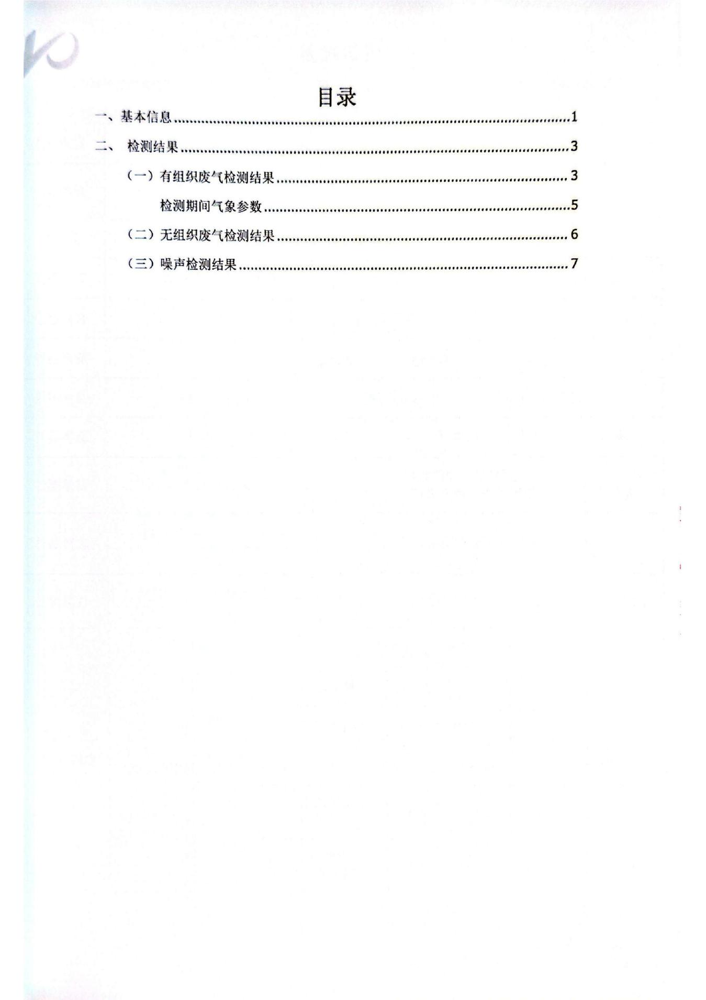 目录
一、基本信息........................1
二、 检测结果........................3
（一）有组织废气检测结果........................3
检测期间气象参数........................5
（二）无组织废气检测结果........................6
（三）噪声检测结果........................7